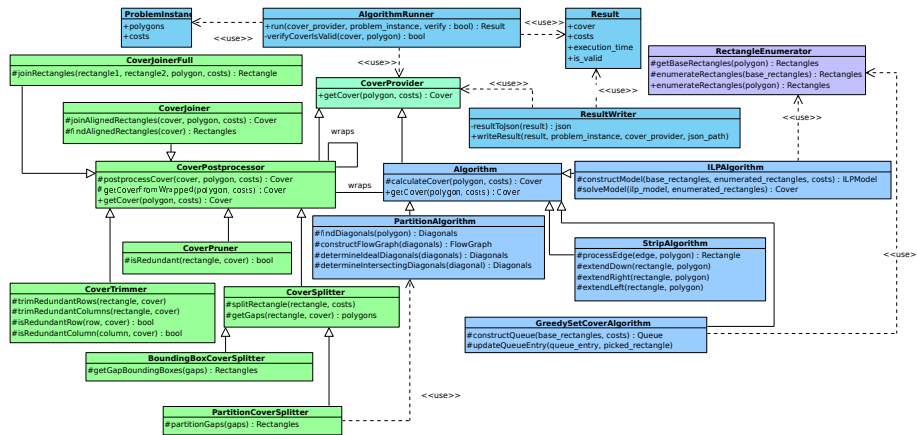 ProblemInstanc
+polygons
+costs
<<use>>
AlgorithmRunner
+run(cover_provider, problem_instance, verify : bool) : Result
-verifyCoverIsValid(cover, polygon) : bool
<<use>>
<<use>>
Result
+cover
+costs
+execution_time
+is_valid
RectangleEnumerator
#getBaseRectangles(polygon) : Rectangles
#enumerateRectangles(base_rectangles) : Rectangles
+enumerateRectangles(polygon) : Rectangles
CoverJoinerFull
#joinRectangles(rectangle1, rectangle2, polygon, costs) : Rectangle
CoverProvider
+getCover(polygon, costs) : Cover
<<use>>
<<use>>
<<use>>
CoverJoiner
#joinAlignedRectangles(cover, polygon, costs) : Cover
#findAlignedRectangles(cover) : Rectangles
ResultWriter
-resultToJson(result) : json
+writeResult(result, problem_instance, cover_provider, json_path)
wraps
CoverPostprocessor
#postprocessCover(cover, polygon, costs) : Cover
#getCoverFromWrapped(polygon, costs) : Cover
+getCover(polygon, costs) : Cover
wraps
Algorithm
#calculateCover(polygon, costs) : Cover
+getCover(polygon, costs) : Cover
ILPAlgorithm
#constructModel(base_rectangles, enumerated_rectangles, costs) : ILPModel
#solveModel(ilp_model, enumerated_rectangles) : Cover
PartitionAlgorithm
#findDiagonals(polygon) : Diagonals
#constructFlowGraph(diagonals) : FlowGraph
#determineIdealDiagonals(diagonals) : Diagonals
#determineIntersectingDiagonals(diagonal) : Diagonals
StripAlgorithm
#processEdge(edge, polygon) : Rectangle
#extendDown(rectangle, polygon)
#extendRight(rectangle, polygon)
#extendLeft(rectangle, polygon)
<<use>
CoverPruner
#isRedundant(rectangle, cover) : bool
CoverTrimmer
#trimRedundantRows(rectangle, cover)
#trimRedundantColumns(rectangle, cover)
#isRedundantRow(row, cover) : bool
#isRedundantColumn(column, cover) : bool
CoverSplitter
#splitRectangle(rectangle, costs)
#getGaps(rectangle, cover) : polygons
GreedySetCoverAlgorithm
#constructQueue(base_rectangles, costs) : Queue
#updateQueueEntry(queue_entry, picked_rectangle)
BoundingBoxCoverSplitter
#getGapBoundingBoxes(gaps) : Rectangles
<<use>>
PartitionCoverSplitter
#partitionGaps(gaps) : Rectangles